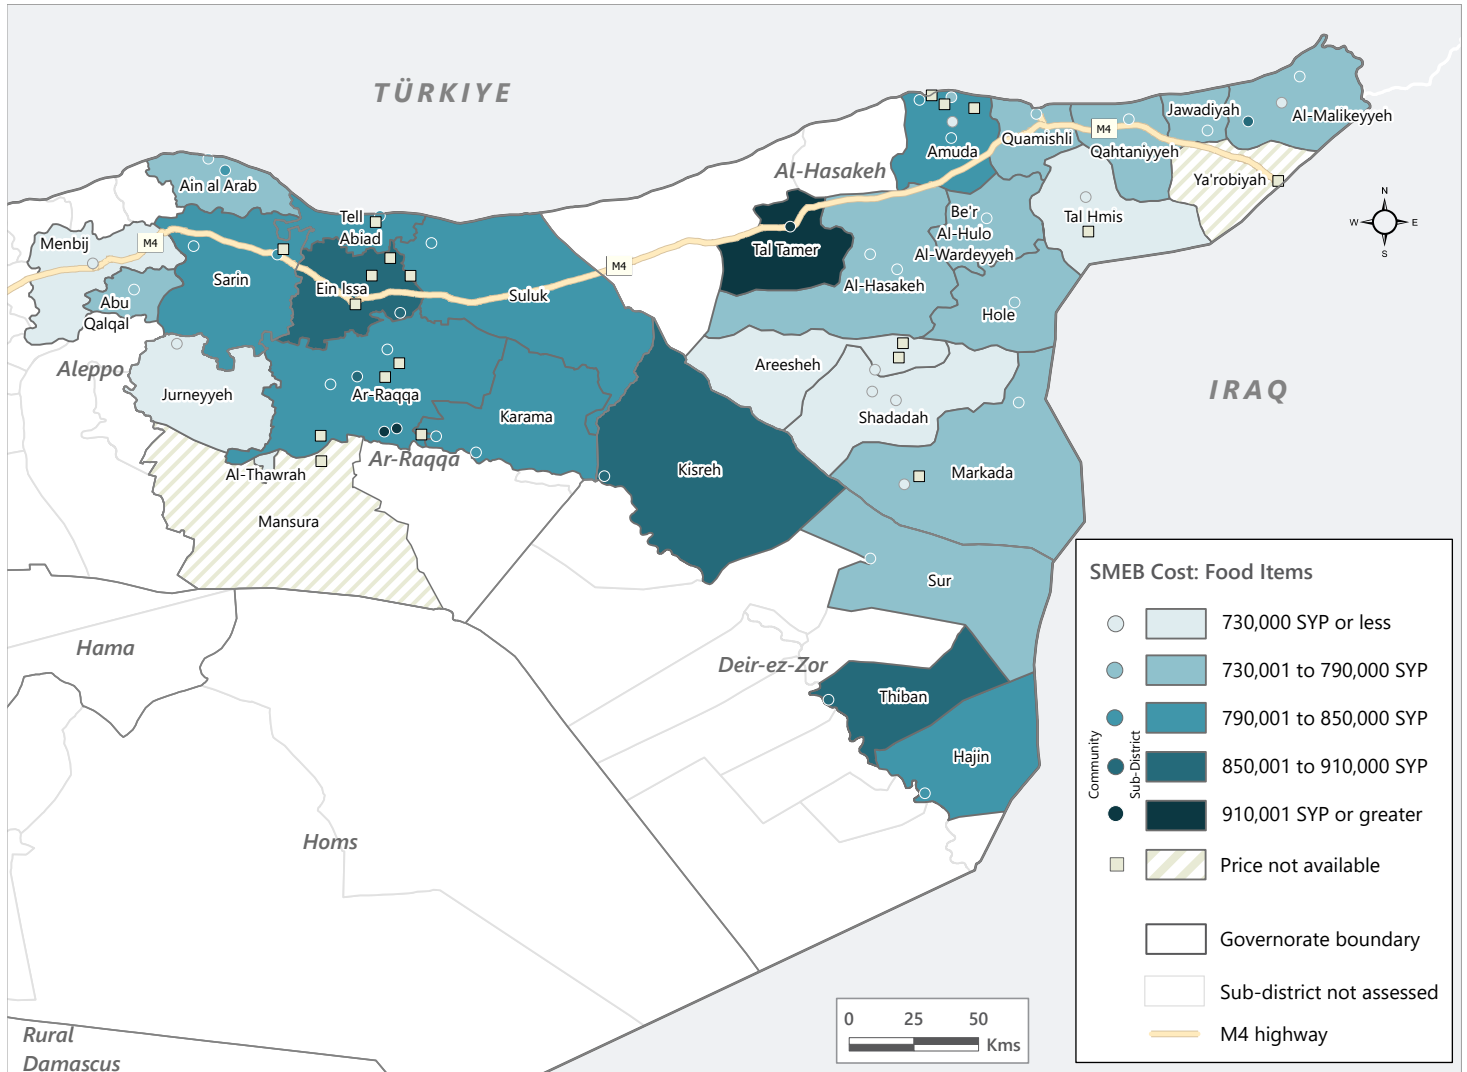 TÜRKIYE
Jawadiyah
Al-Malikeyyeh
M4
Quamishli
Qahtaniyyeh
Amuda
Al-Hasakeh
Ya'robiyah
Ain al Arab
Tell
Abiad
Be'r
Al-Hulo
Al-Wardeyyeh
Tal Hmis
N
W
E
S
Menbij
M4
Tal Tamer
M4
Sarin
Ein Issa
Suluk
Al-Hasakeh
Abu
Qalqal
Hole
Aleppo
Jurneyyeh
Ar-Raqqa
Karama
Areesheh
Shadadah
IRAQ
Ar-Raqqa
Al-Thawrah
Kisreh
Markada
Mansura
Sur
Hama
Deir-ez-Zor
Thiban
Hajin
Homs
Rural
Damascus
0 25 50
Kms
SMEB Cost: Food Items
730,000 SYP or less
730,001 to 790,000 SYP
790,001 to 850,000 SYP
850,001 to 910,000 SYP
910,001 SYP or greater
Community
Sub-District
Price not available
Governorate boundary
Sub-district not assessed
M4 highway